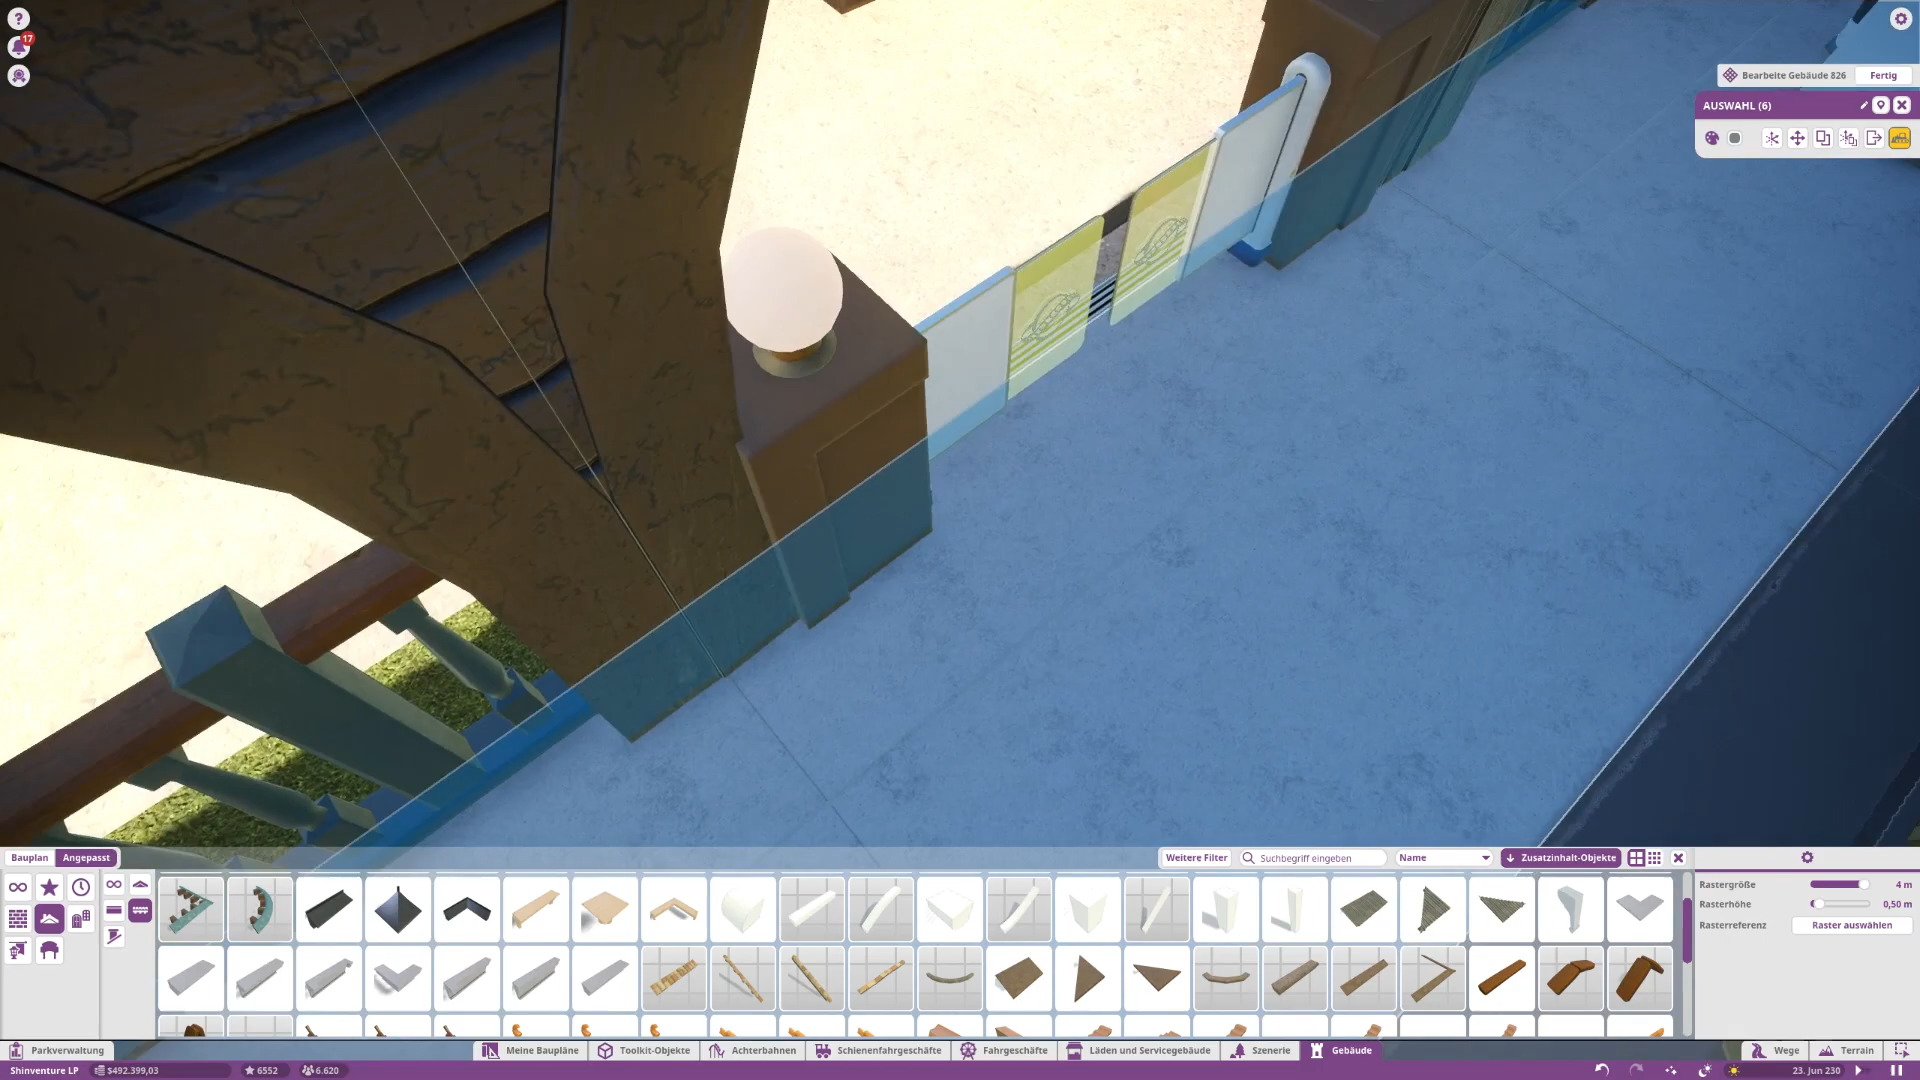 ?
17
Bearbeite Gebäude 826
Fertig
AUSWAHL (6)
Bauplan
Angepasst
Weitere Filter
Suchbegriff eingeben
Name
Zusatzinhalt-Objekte
Rastergröße
4 m
Rasterhöhe
0,50 m
Rasterreferenz
Raster auswählen
Parkverwaltung
Meine Baupläne
Toolkit-Objekte
Achterbahnen
Schienenfahrgeschäfte
Fahrgeschäfte
Läden und Servicegebäude
Szenerie
Gebäude
Wege
Terrain
Shinventure LP
$492.399,03
6552
6.620
23. Jun 230